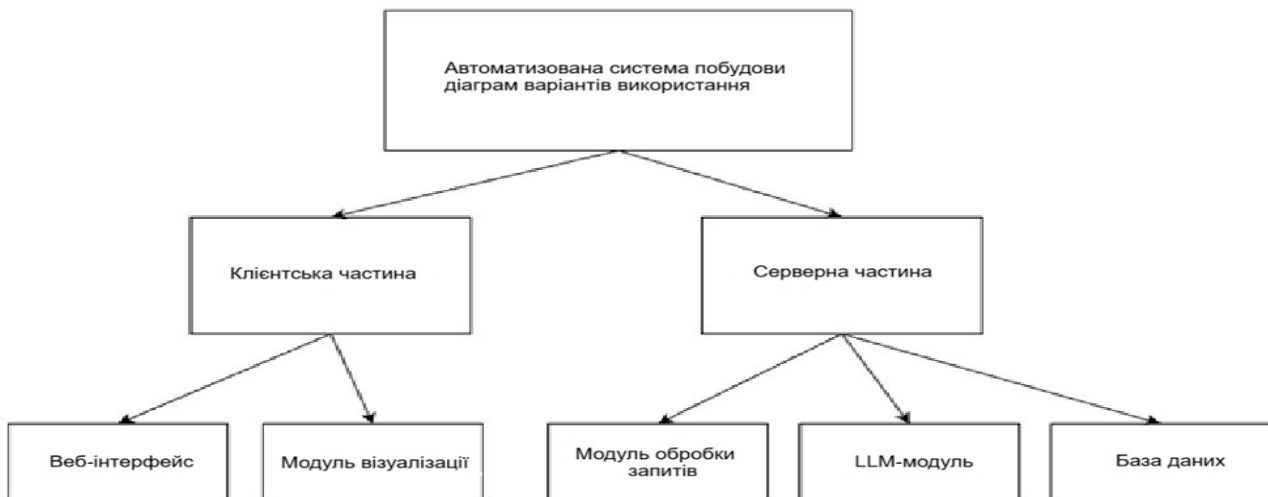 Автоматизована система побудови
діаграм варіантів використання
Клієнтська частина
Серверна частина
Веб-інтерфейс
Модуль візуалізації
Модуль обробки
запитів
LLM-модуль
База даних